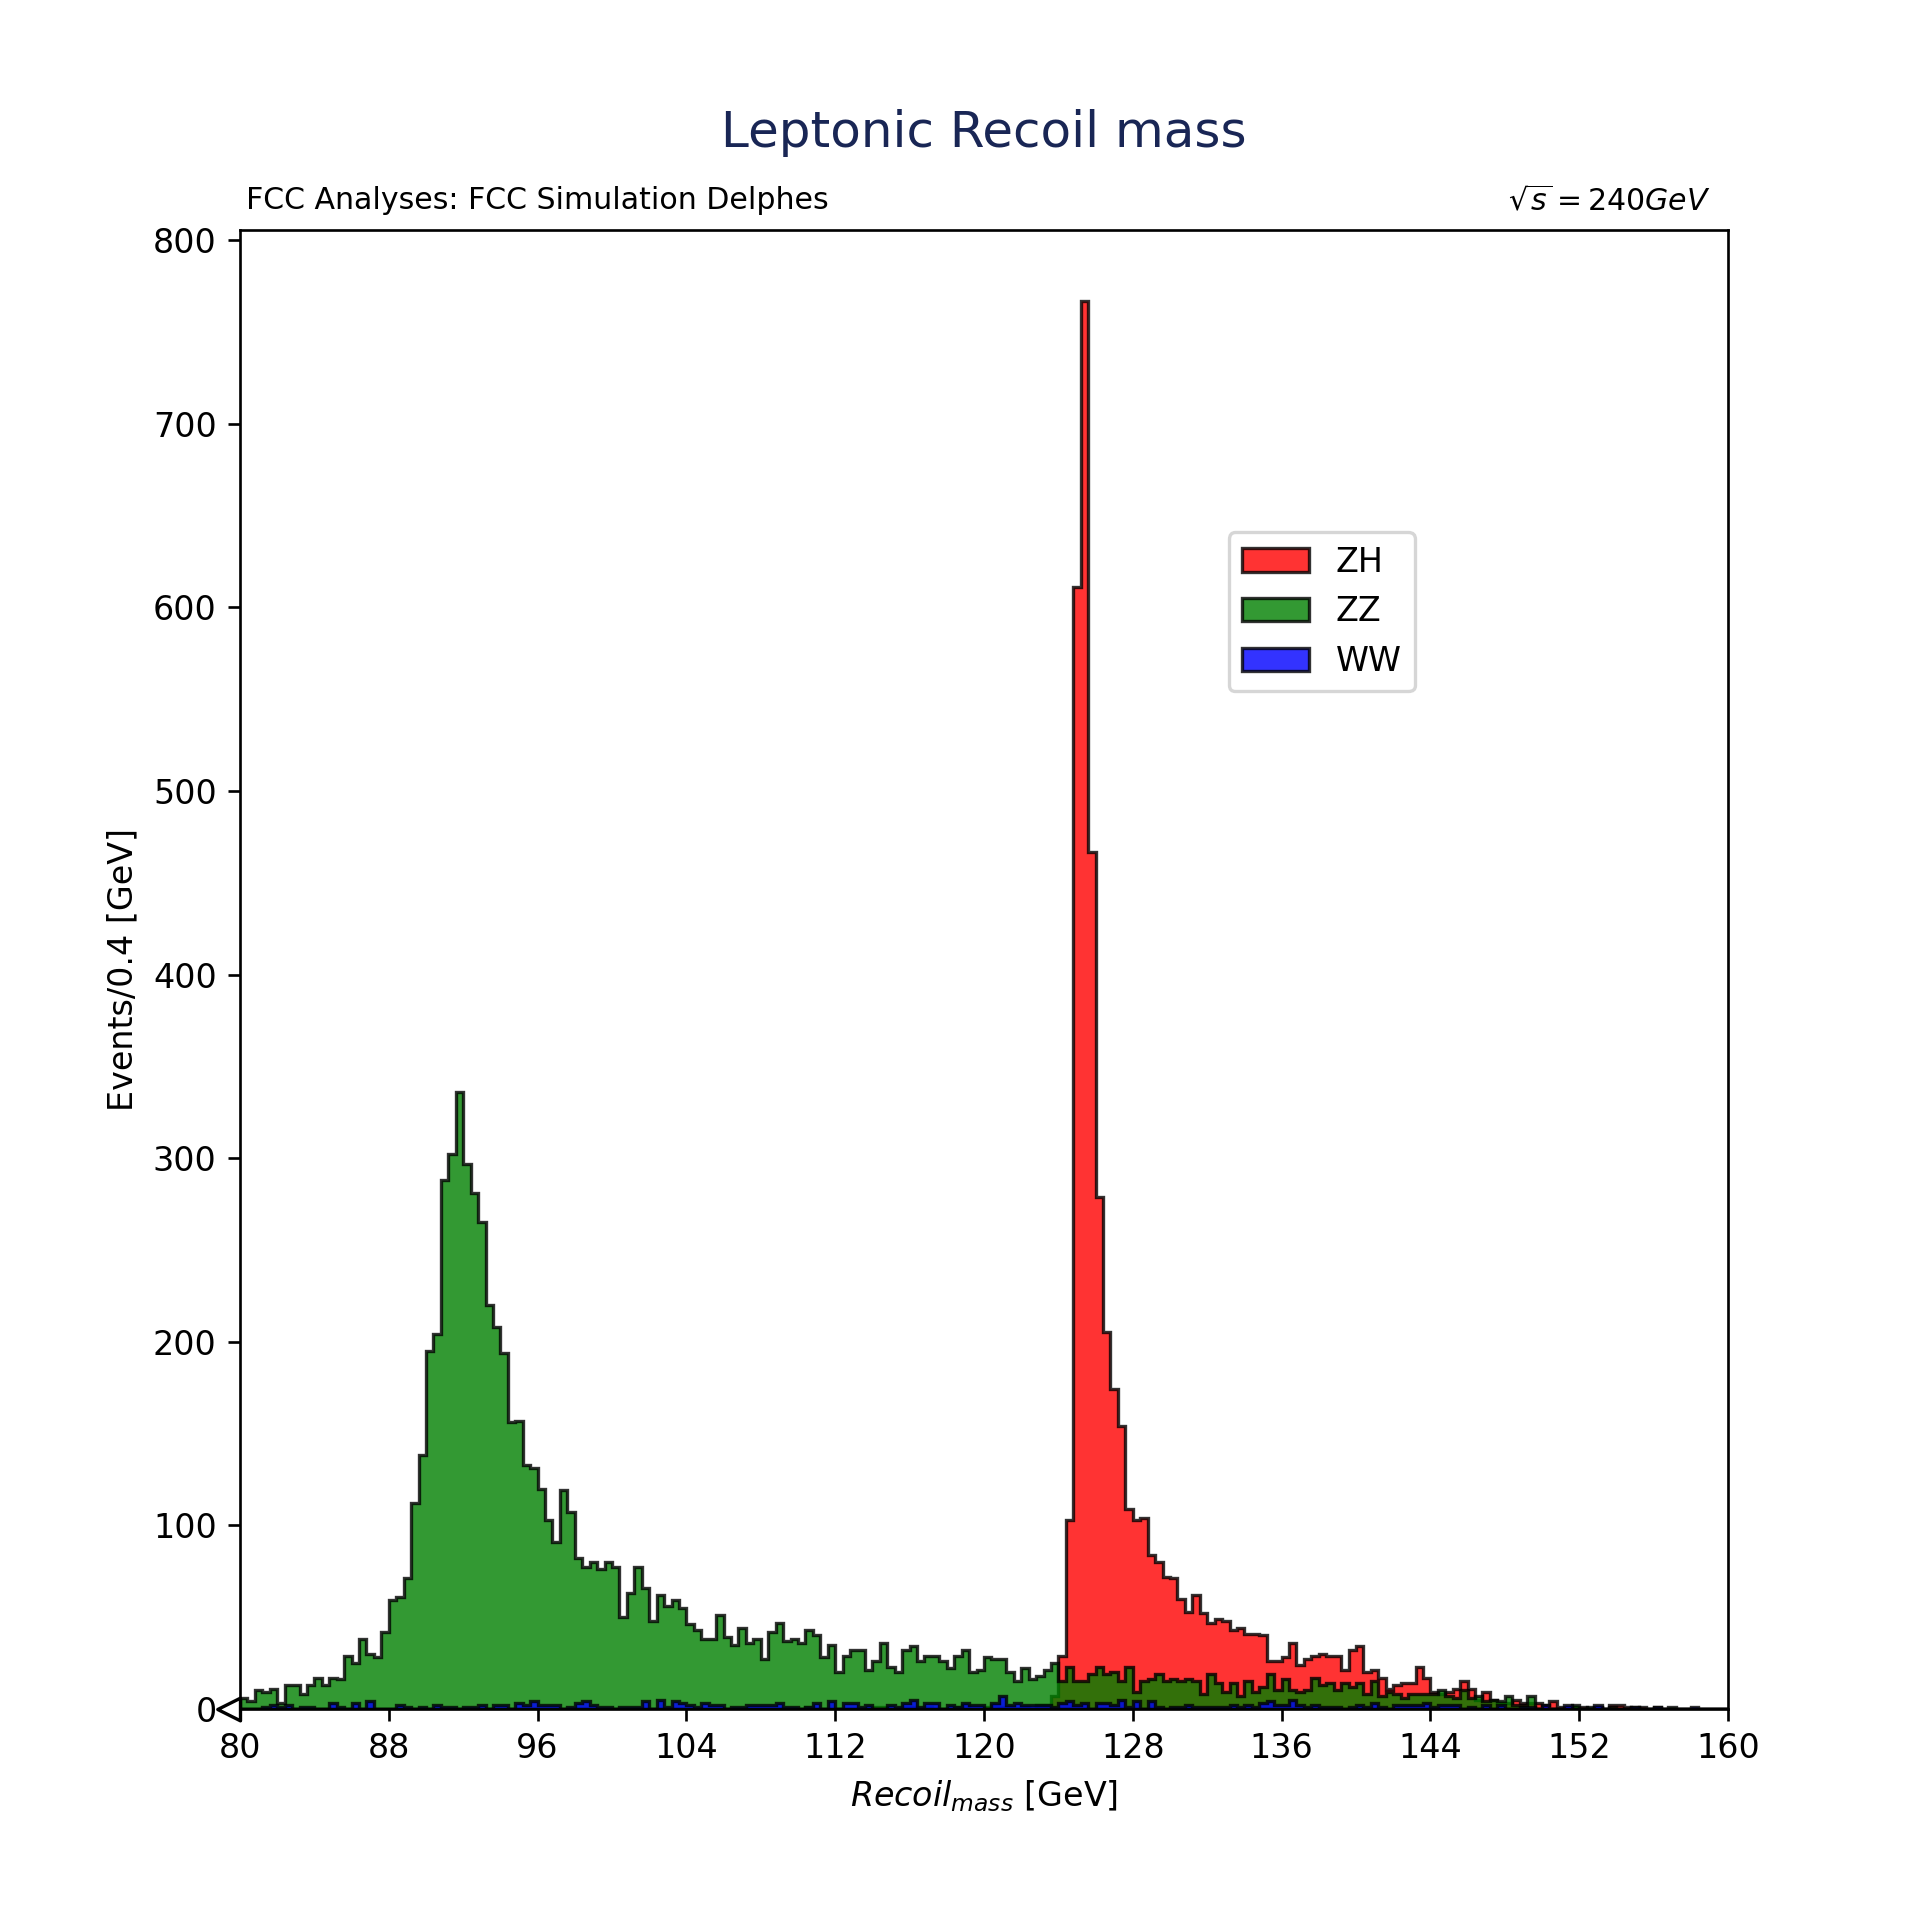 Leptonic Recoil mass
FCC Analyses: FCC Simulation Delphes
√s = 240GeV
800
700
600
500
400
300
200
100
0
Events/0.4 [GeV]
ZH
ZZ
WW
80 88 96 104 112 120 128 136 144 152 160
Recoil_mass [GeV]